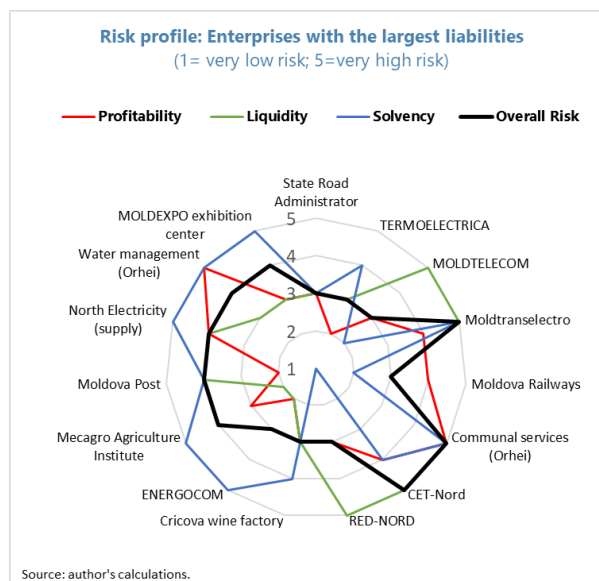 Risk profile: Enterprises with the largest liabilities
(1= very low risk; 5=very high risk)
Profitability
Liquidity
Solvency
Overall Risk
State Road
Administrator
TERMOELECTRICA
MOLDTELECOM
Moldtranselectro
Moldova Railways
Communal services
(Orhei)
CET-Nord
RED-NORD
Cricova wine factory
ENERGOCOM
Mecagro Agriculture
Institute
Moldova Post
North Electricity
(supply)
Water management
(Orhei)
MOLDEXPO exhibition
center
5
4
3
2
1
Source: author's calculations.